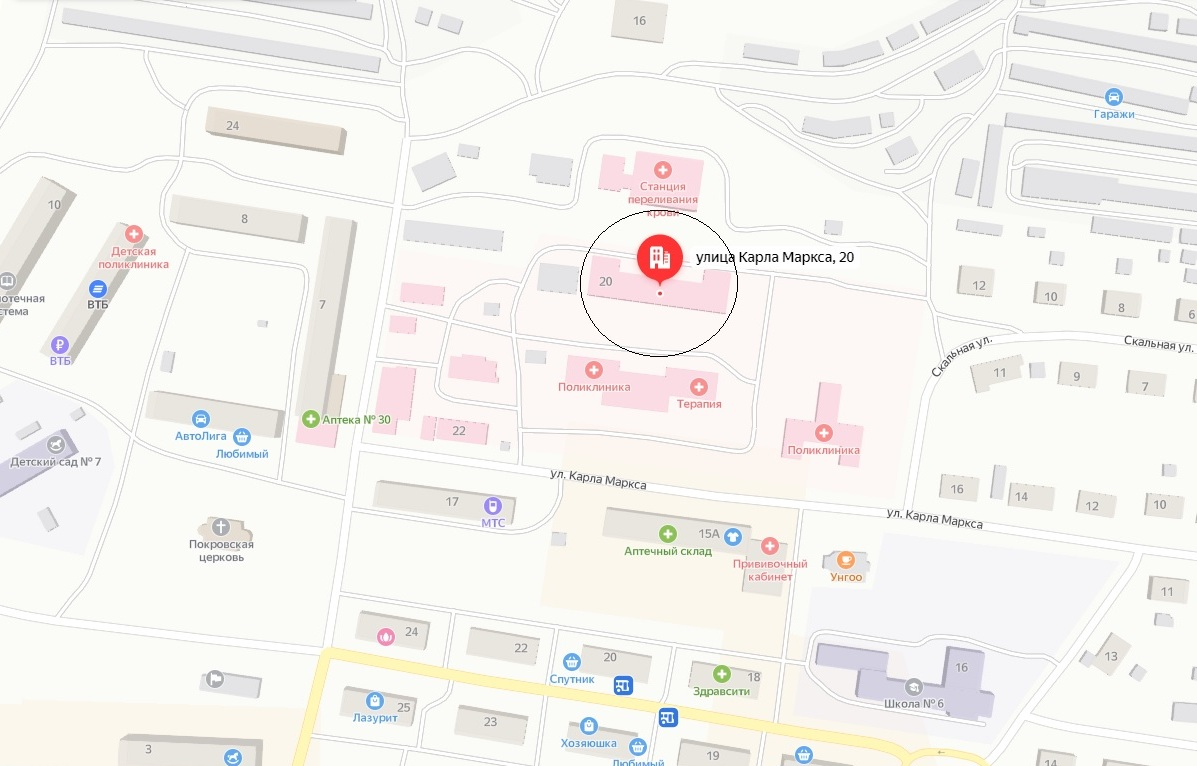 16
Гаражи
24
Станция
переливания
крови
10
8
Детская
поликлиника
отечная
стема
ВТБ
ВТБ
7
улица Карла Маркса, 20
20
12
10
8
6
Скальная ул.
Скальная ул.
11
9
7
Поликлиника
Терапия
Аптека № 30
АвтоЛига
Любимый
22
Поликлиника
Детский сад № 7
ул. Карла Маркса
16
14
12
10
17
МТС
ул. Карла Маркса
15А
Аптечный склад
Покровская
церковь
Прививочный
кабинет
Унгоо
11
24
22
20
Спутник
18
Здравсити
13
16
Школа № 6
25
Лазурит
23
Хозяюшка
Любимый
19
3
14